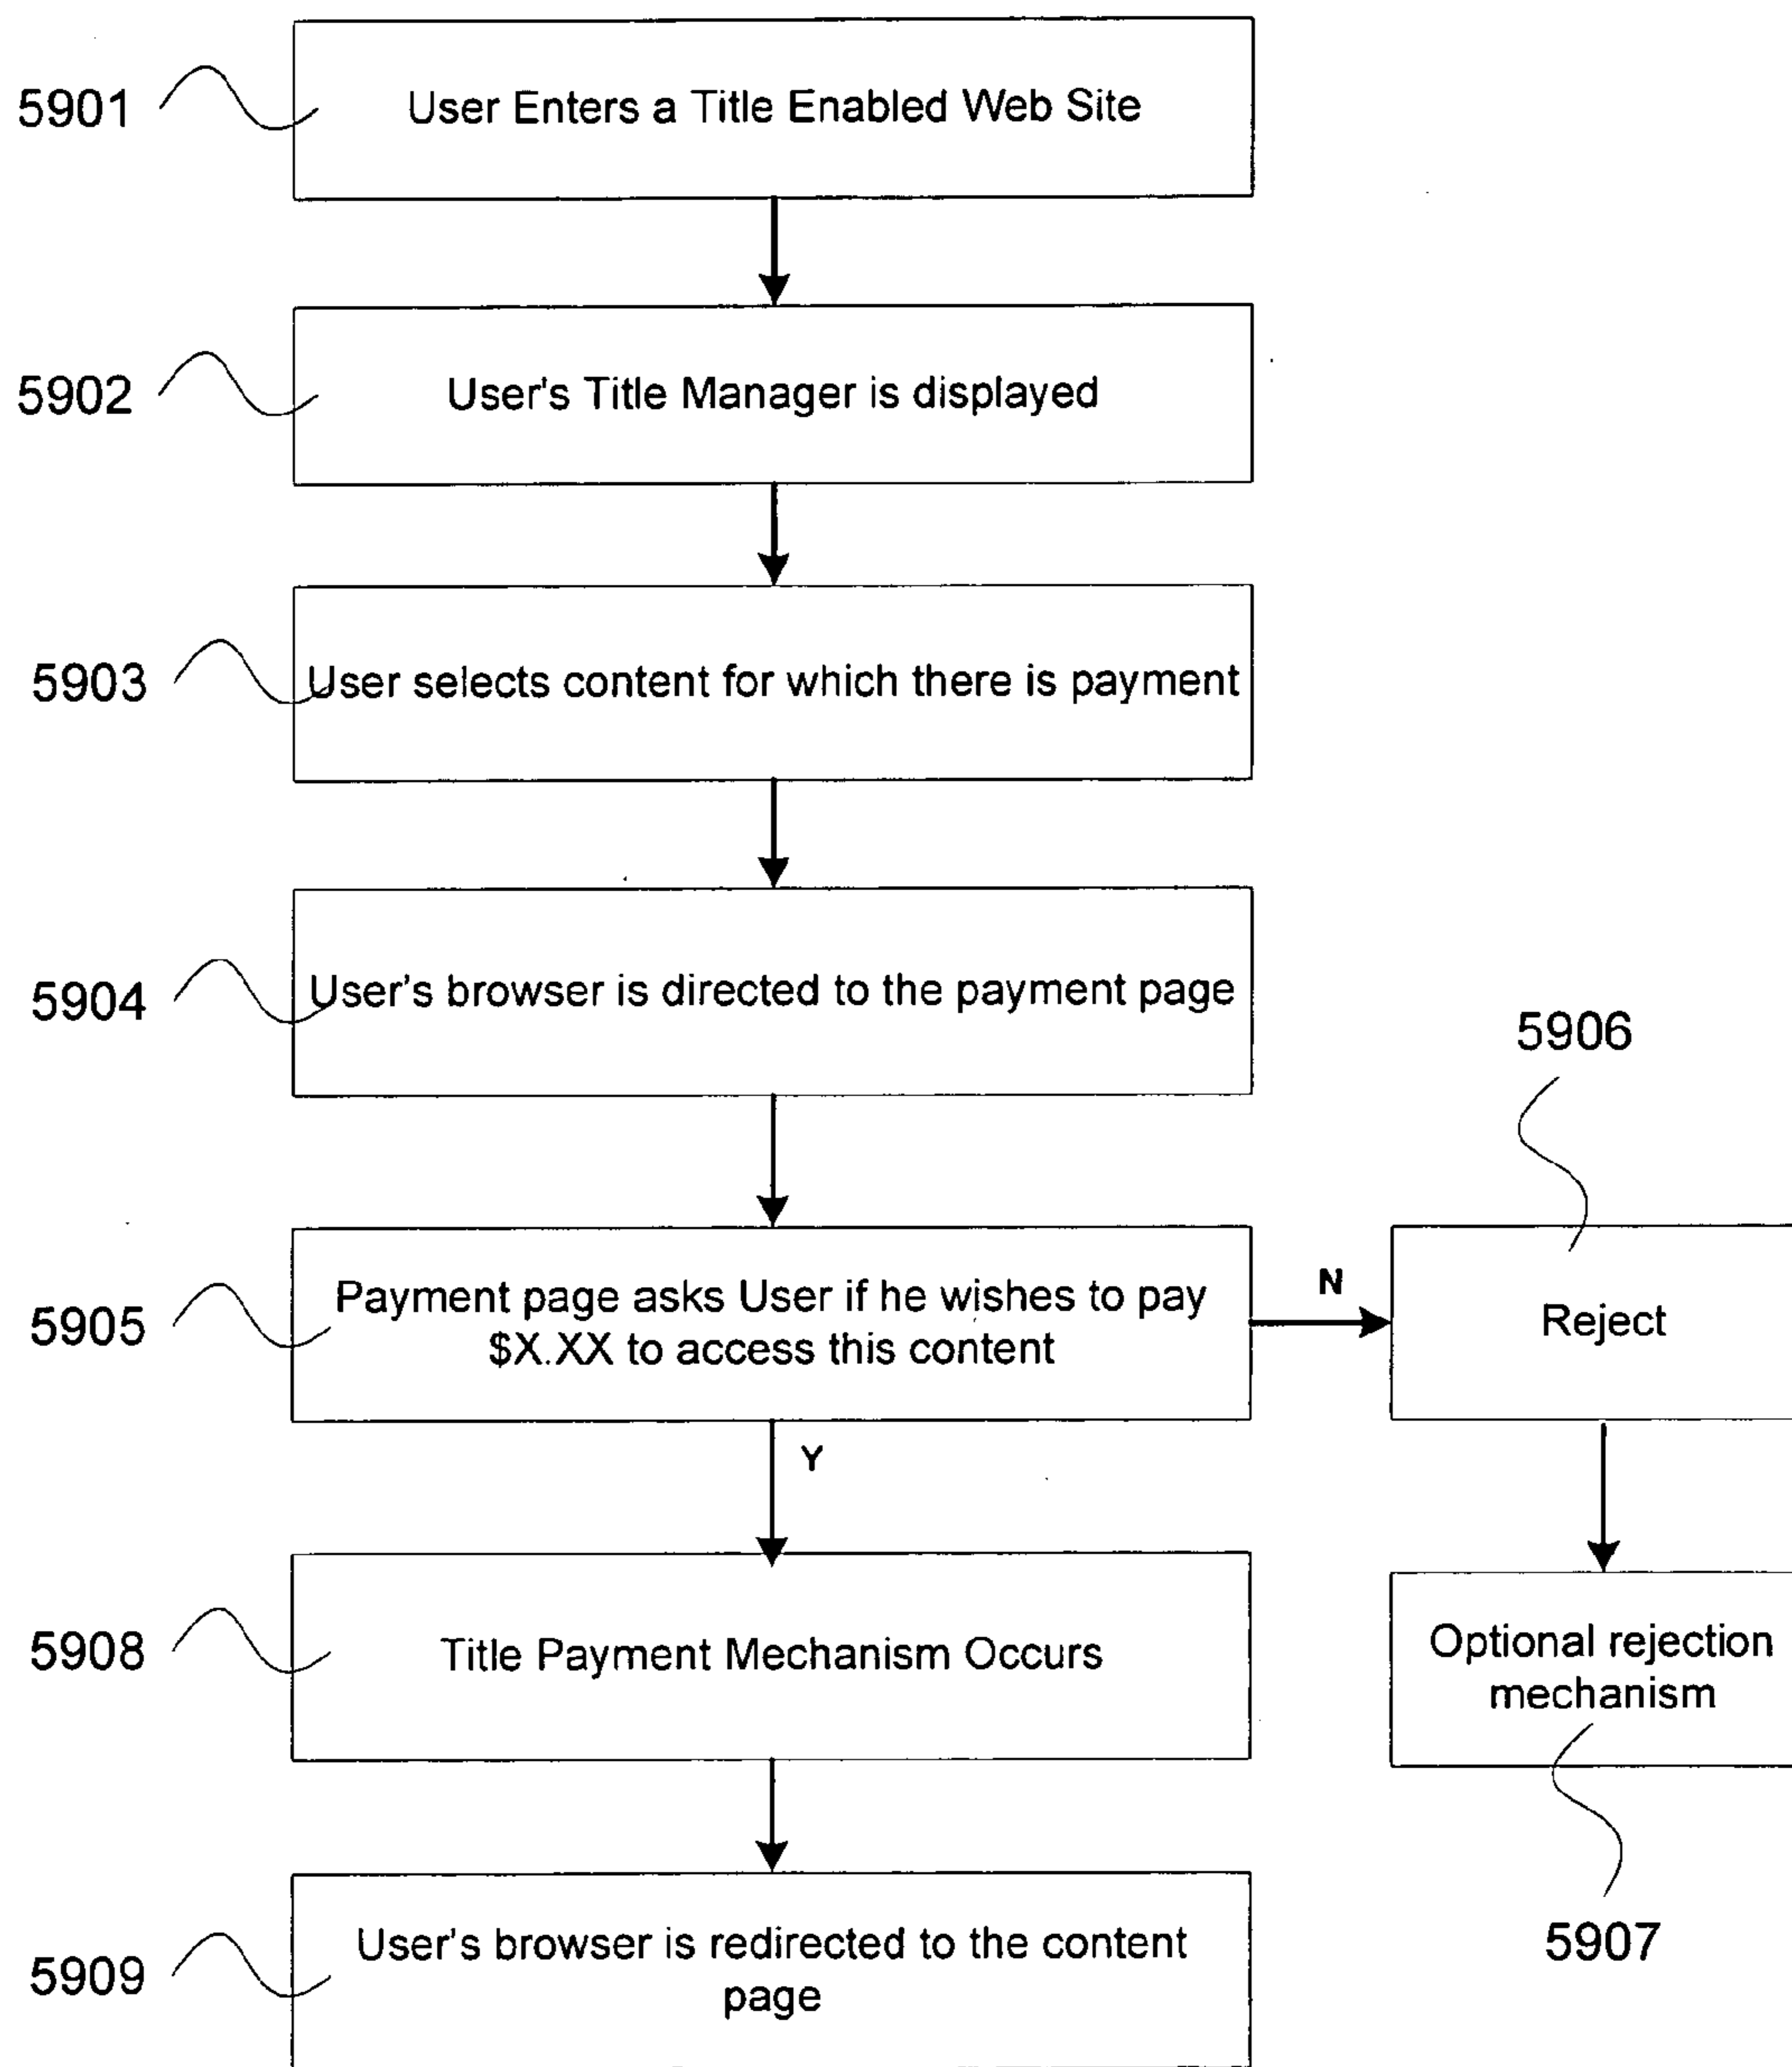 5901
User Enters a Title Enabled Web Site
5902
User's Title Manager is displayed
5903
User selects content for which there is payment
5904
User's browser is directed to the payment page
5905
Payment page asks User if he wishes to pay
$X.XX to access this content
N
5906
Reject
Y
5908
Title Payment Mechanism Occurs
Optional rejection
mechanism
5907
5909
User's browser is redirected to the content
page